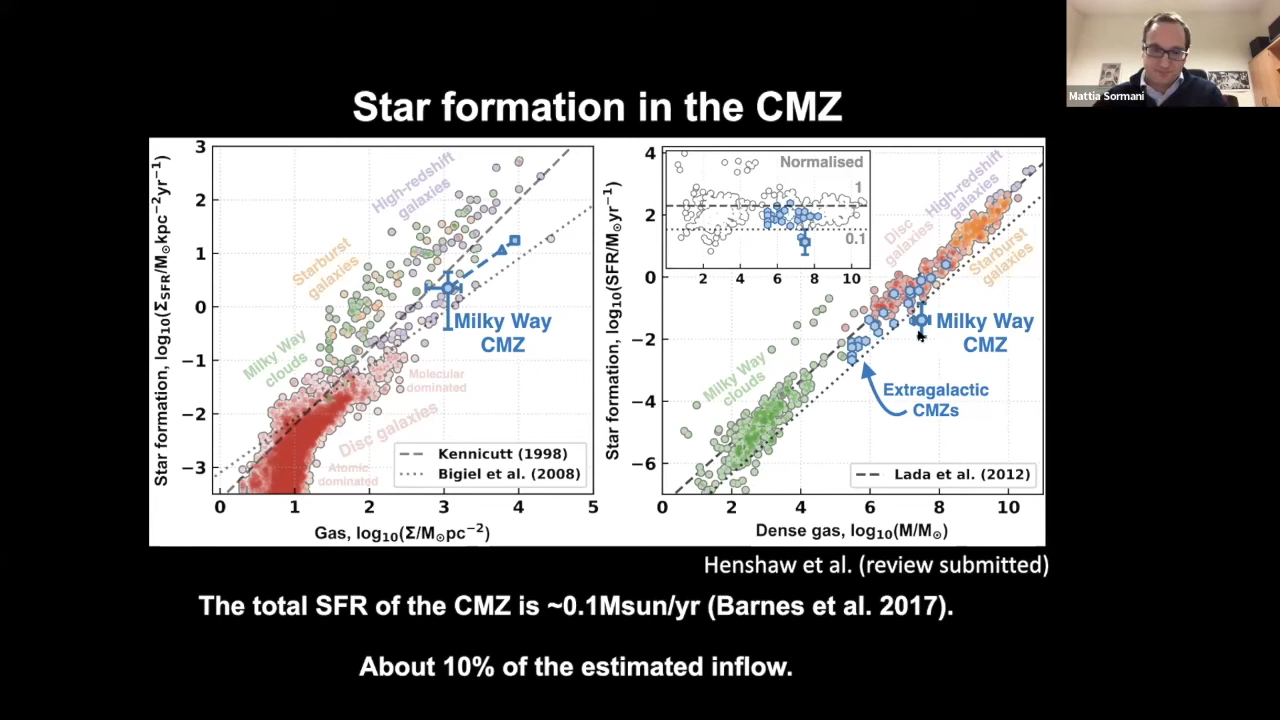 Mattia Sormani
Star formation in the CMZ
Star formation, log₁₀(Σ_SFR/M⊙kpc⁻²yr⁻¹)
3
2
1
0
−1
−2
−3
High-redshift
galaxies
Starburst
galaxies
Milky Way
clouds
Milky Way
CMZ
Molecular
dominated
Disc galaxies
Atomic
dominated
Kennicutt (1998)
Bigiel et al. (2008)
0 1 2 3 4 5
Gas, log₁₀(Σ/M⊙pc⁻²)
Star formation, log₁₀(SFR/M⊙yr⁻¹)
4
2
0
−2
−4
−6
Normalised
1
0.1
2 4 6 8 10
Disc
galaxies
High-redshift
galaxies
Starburst
galaxies
Milky Way
clouds
Milky Way
CMZ
Extragalactic
CMZs
Lada et al. (2012)
0 2 4 6 8 10
Dense gas, log₁₀(M/M⊙)
Henshaw et al. (review submitted)
The total SFR of the CMZ is ~0.1Msun/yr (Barnes et al. 2017).
About 10% of the estimated inflow.